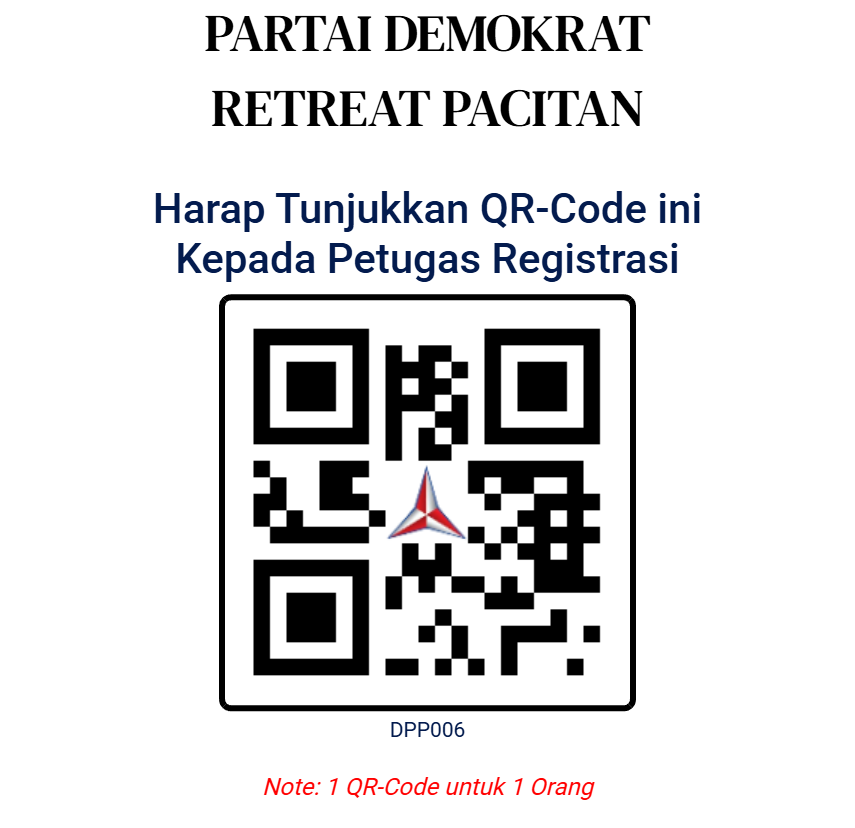 PARTAI DEMOKRAT
RETREAT PACITAN
Harap Tunjukkan QR-Code ini
Kepada Petugas Registrasi
DPP006
Note: 1 QR-Code untuk 1 Orang